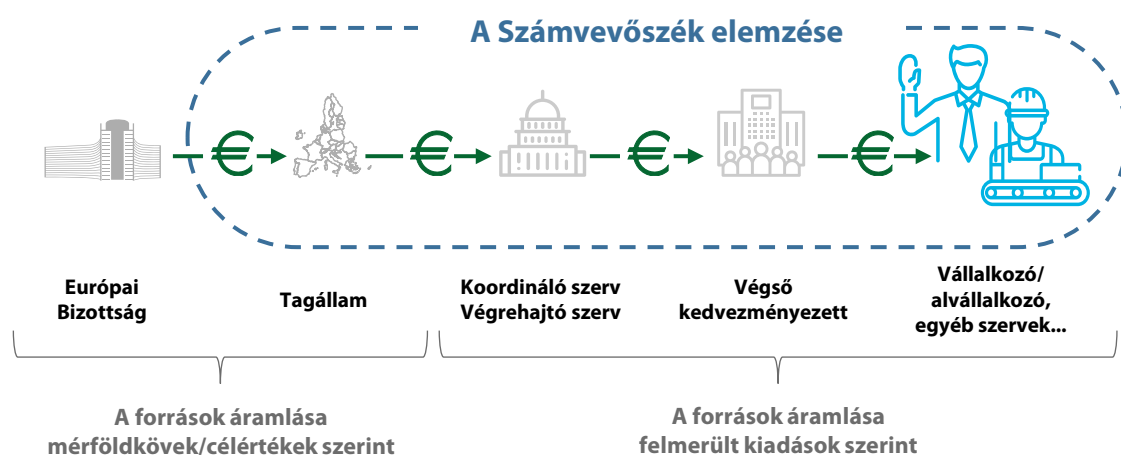 A Számvevőszék elemzése
€
€
€
€
Európai
Bizottság
Tagállam
Koordináló szerv
Végrehajtó szerv
Végső
kedvezményezett
Vállalkozó/
alvállalkozó,
egyéb szervek...
A források áramlása
mérföldkövek/célértékek szerint
A források áramlása
felmerült kiadások szerint